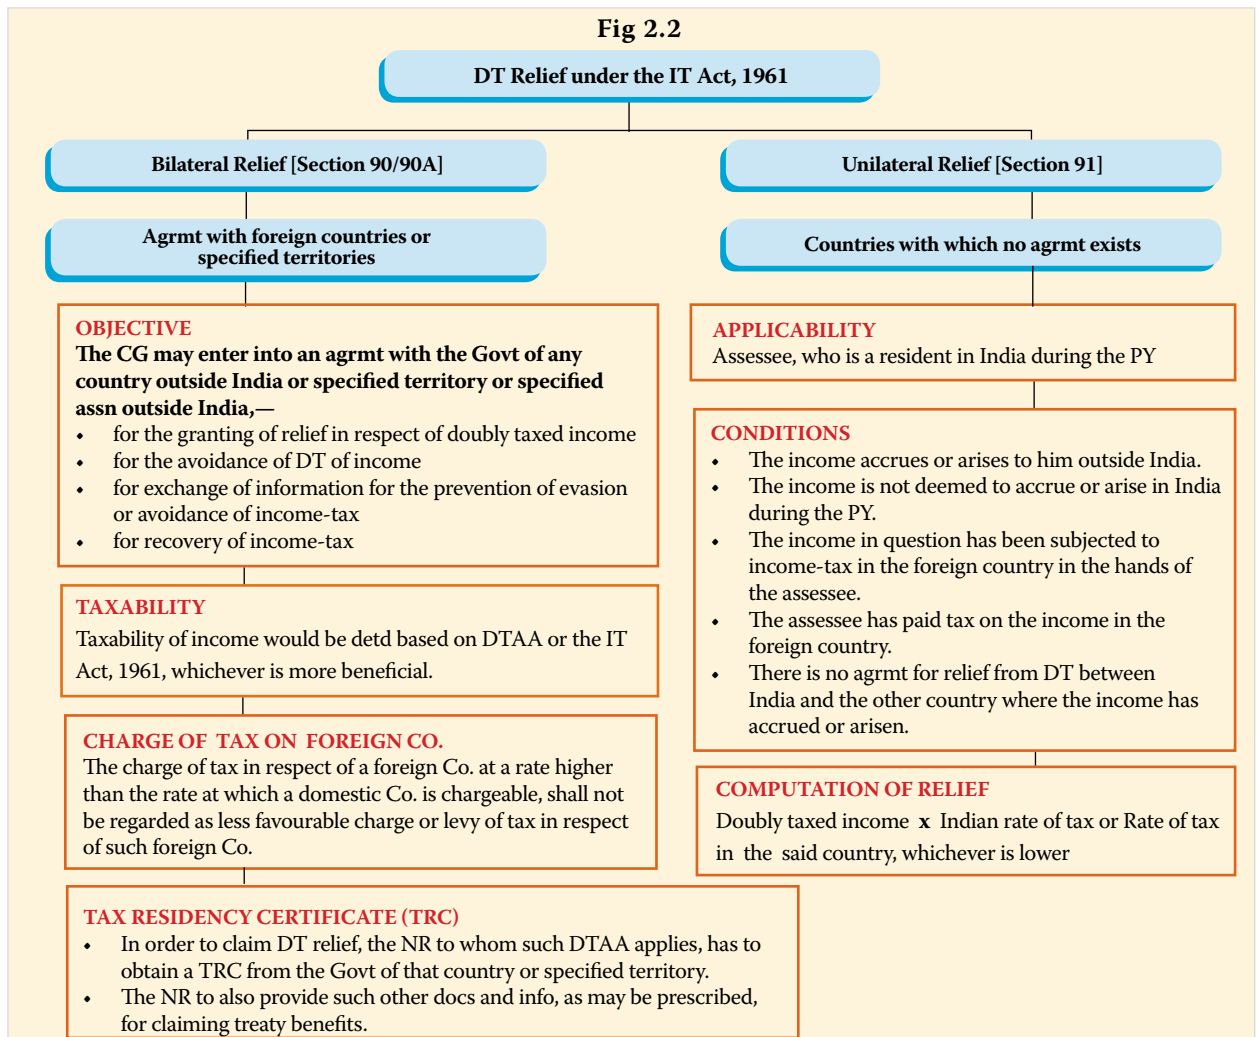 Fig 2.2
DT Relief under the IT Act, 1961
Bilateral Relief [Section 90/90A]
Agrmt with foreign countries or
specified territories
OBJECTIVE
The CG may enter into an agrmt with the Govt of any
country outside India or specified territory or specified
assn outside India,—
• for the granting of relief in respect of doubly taxed income
• for the avoidance of DT of income
• for exchange of information for the prevention of evasion
or avoidance of income-tax
• for recovery of income-tax
TAXABILITY
Taxability of income would be detd based on DTAA or the IT
Act, 1961, whichever is more beneficial.
CHARGE OF TAX ON FOREIGN CO.
The charge of tax in respect of a foreign Co. at a rate higher
than the rate at which a domestic Co. is chargeable, shall not
be regarded as less favourable charge or levy of tax in respect
of such foreign Co.
TAX RESIDENCY CERTIFICATE (TRC)
• In order to claim DT relief, the NR to whom such DTAA applies, has to
obtain a TRC from the Govt of that country or specified territory.
• The NR to also provide such other docs and info, as may be prescribed,
for claiming treaty benefits.
Unilateral Relief [Section 91]
Countries with which no agrmt exists
APPLICABILITY
Assessee, who is a resident in India during the PY
CONDITIONS
• The income accrues or arises to him outside India.
• The income is not deemed to accrue or arise in India
during the PY.
• The income in question has been subjected to
income-tax in the foreign country in the hands of
the assessee.
• The assessee has paid tax on the income in the
foreign country.
• There is no agrmt for relief from DT between
India and the other country where the income has
accrued or arisen.
COMPUTATION OF RELIEF
Doubly taxed income x Indian rate of tax or Rate of tax
in the said country, whichever is lower